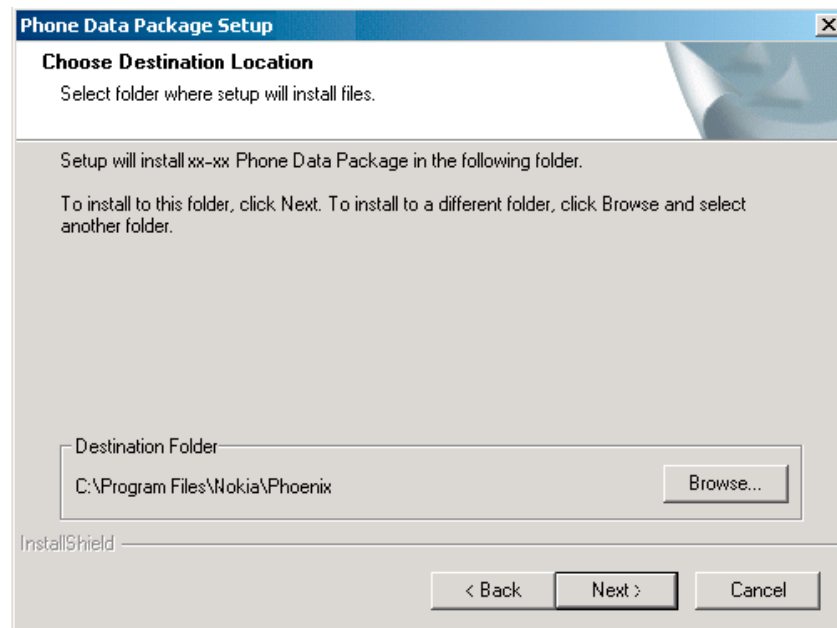 Phone Data Package Setup
Choose Destination Location
Select folder where setup will install files.
Setup will install xx-xx Phone Data Package in the following folder.
To install to this folder, click Next. To install to a different folder, click Browse and select
another folder.
Destination Folder
C:\Program Files\Nokia\Phoenix
Browse...
InstallShield
< Back
Next >
Cancel